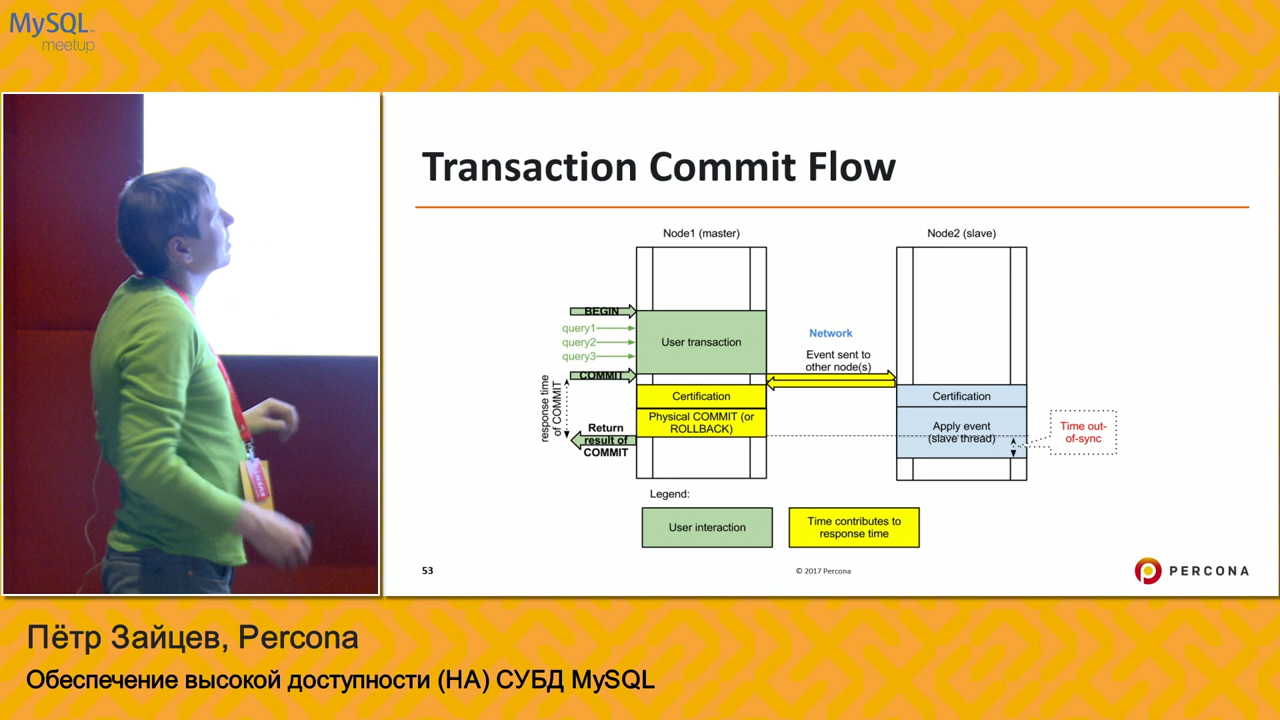 MySQL
meetup
Transaction Commit Flow
Node1 (master)
Node2 (slave)
BEGIN
query1
query2
query3
COMMIT
User transaction
Network
Event sent to
other node(s)
response time
of COMMIT
Certification
Physical COMMIT (or
ROLLBACK)
Return
result of
COMMIT
Certification
Apply event
(slave thread)
Time out-
of-sync
Legend:
User interaction
Time contributes to
response time
53
© 2017 Percona
PERCONA
Пётр Зайцев, Percona
Обеспечение высокой доступности (HA) СУБД MySQL